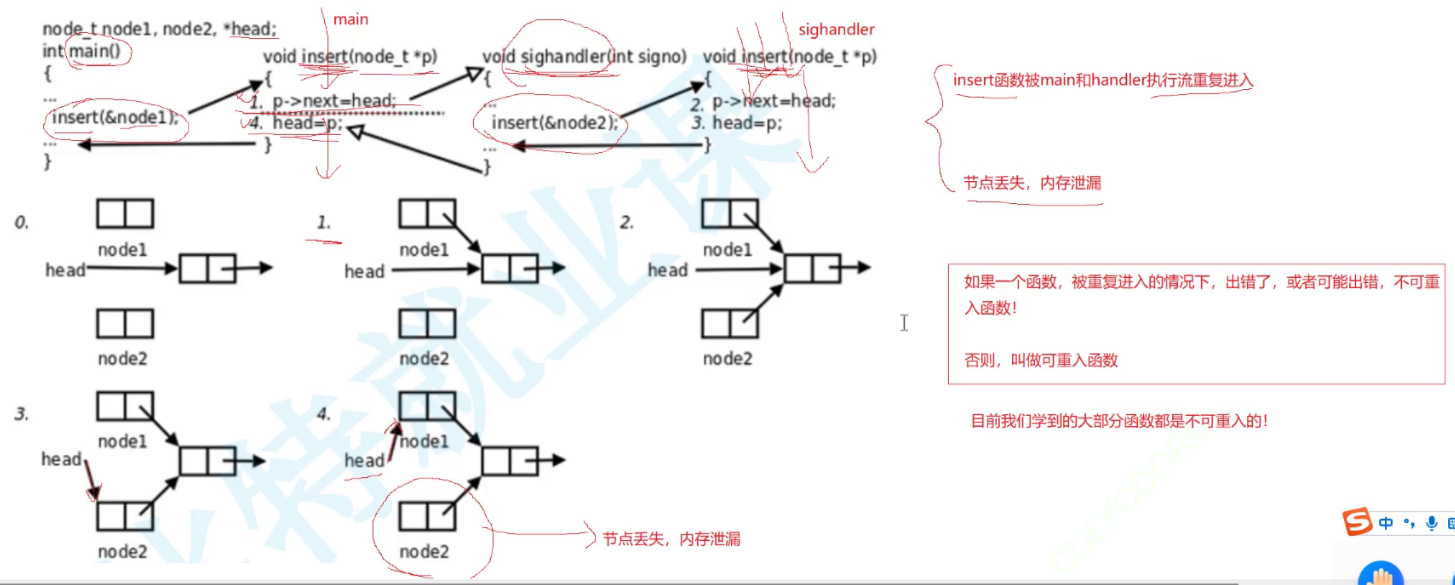 main
sighandler
node_t node1, node2, *head;
int main()
{
...
insert(&node1);
...
}
void insert(node_t *p)
{
1. p->next=head;
4. head=p;
}
void sighandler(int signo)
{
...
insert(&node2);
...
}
void insert(node_t *p)
{
2. p->next=head;
3. head=p;
}
insert函数被main和handler执行流重复进入
节点丢失，内存泄漏
0.
node1
head
node2
1.
node1
head
node2
2.
node1
head
node2
如果一个函数，被重复进入的情况下，出错了，或者可能出错，不可重
入函数！
否则，叫做可重入函数
目前我们学到的大部分函数都是不可重入的！
3.
node1
head
node2
4.
node1
head
node2
节点丢失，内存泄漏
特就业课
中